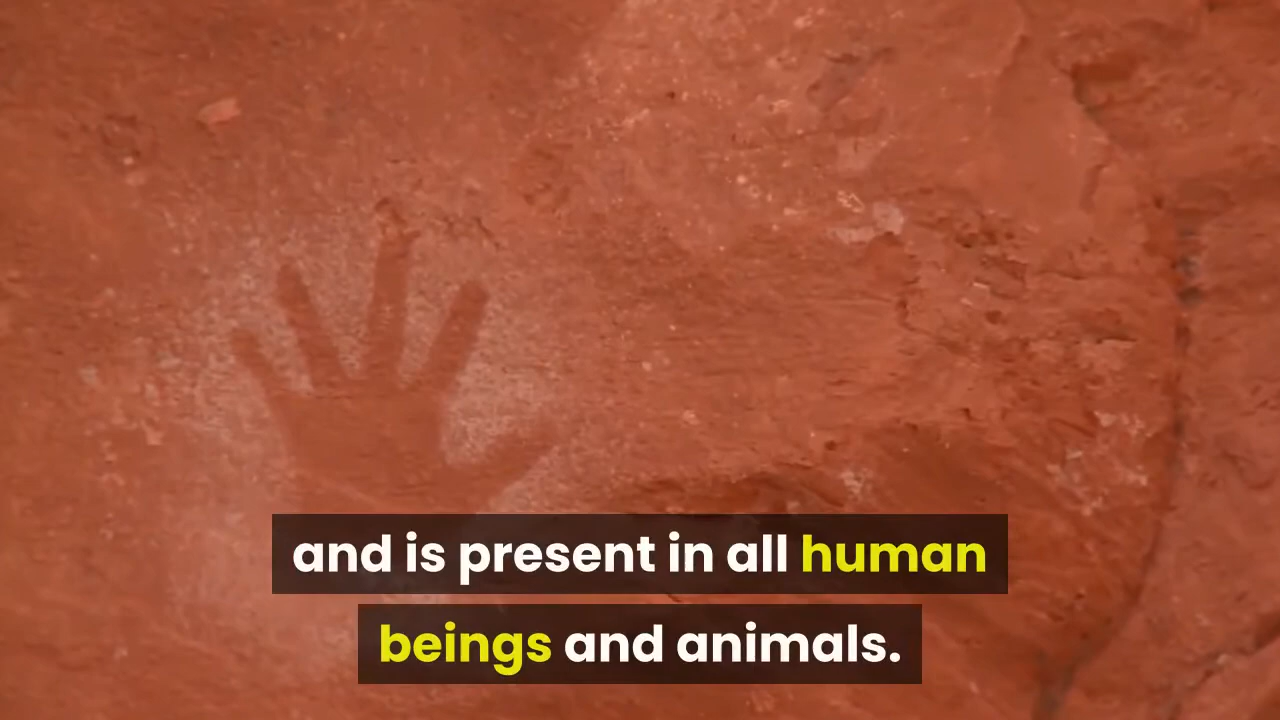 and is present in all human
beings and animals.